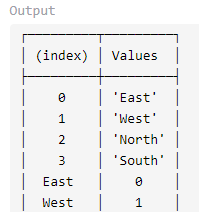 Output
(index) Values
0 'East'
1 'West'
2 'North'
3 'South'
East 0
West 1